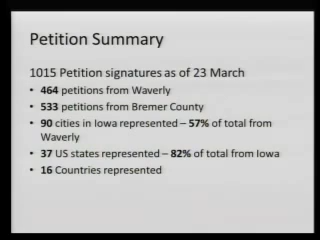 Petition Summary
1015 Petition signatures as of 23 March
• 464 petitions from Waverly
• 533 petitions from Bremer County
• 90 cities in Iowa represented – 57% of total from
Waverly
• 37 US states represented – 82% of total from Iowa
• 16 Countries represented